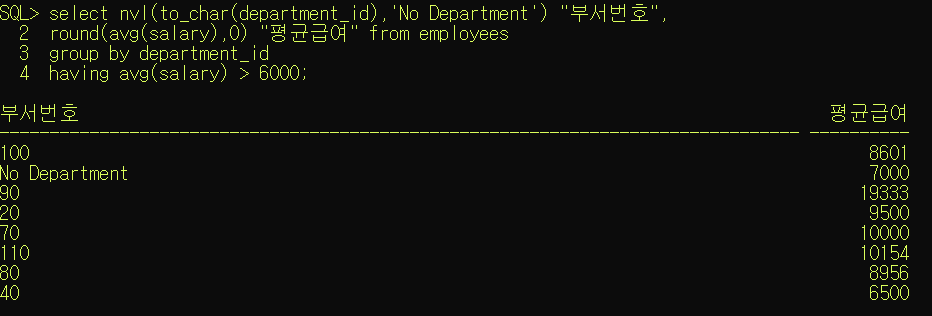 SQL> select nvl(to_char(department_id),'No Department') "부서번호",
2 round(avg(salary),0) "평균급여" from employees
3 group by department_id
4 having avg(salary) > 6000;
부서번호 평균급여
-------------------------------------------------------------------------------- ----------
100 8601
No Department 7000
90 19333
20 9500
70 10000
110 10154
80 8956
40 6500